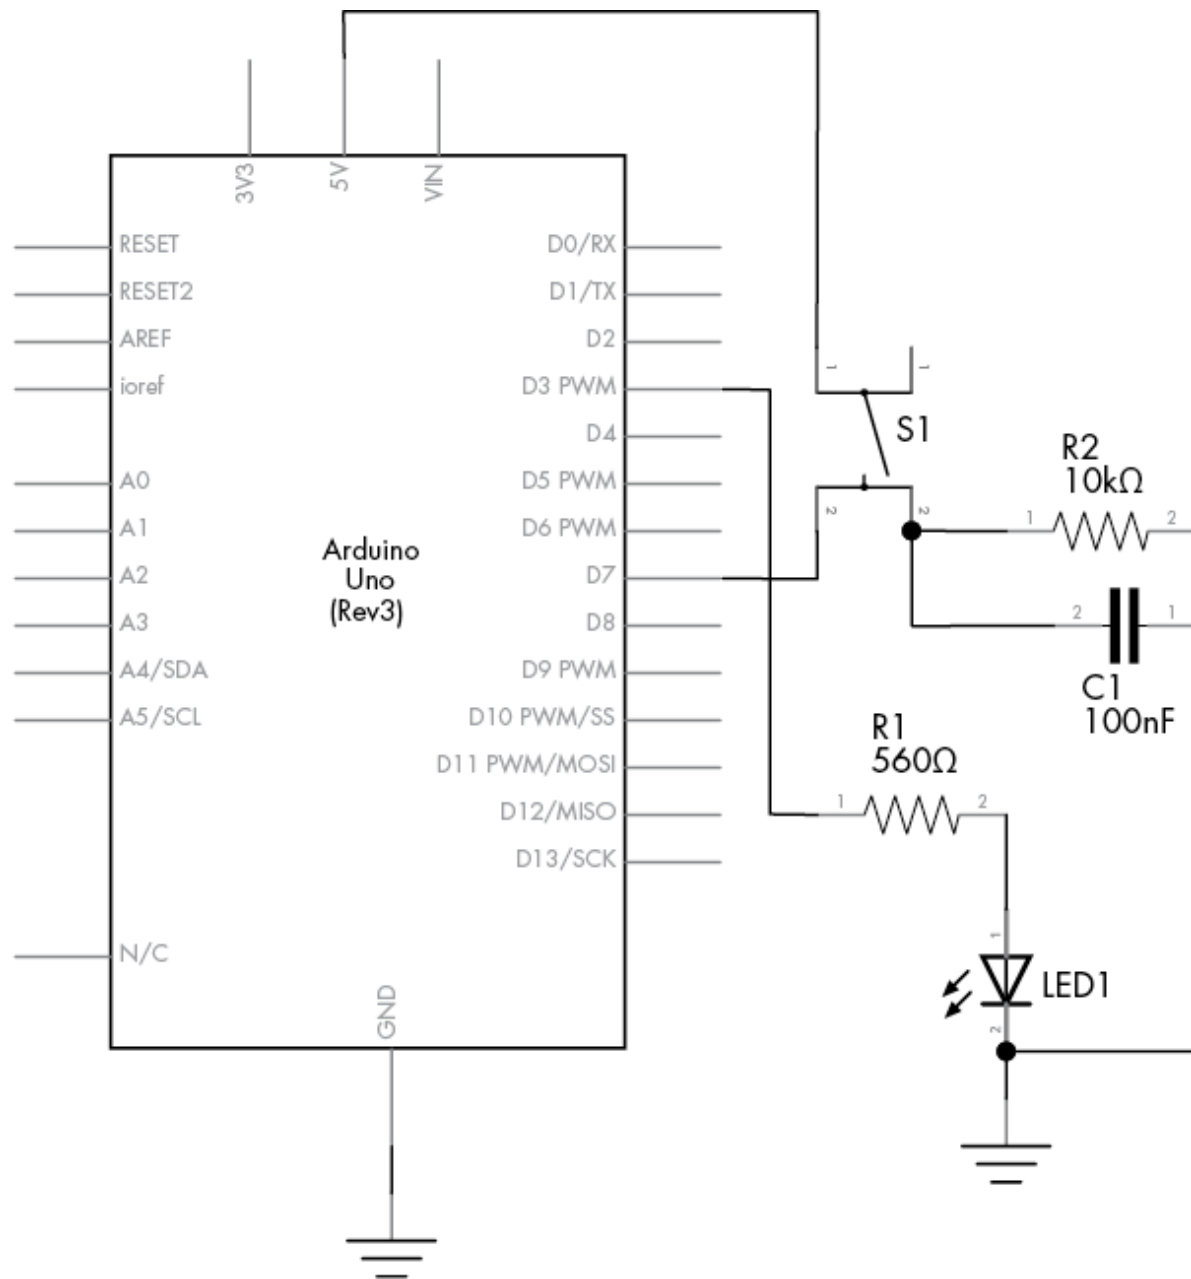 3V3
5V
VIN
RESET
RESET2
AREF
ioref
A0
A1
A2
A3
A4/SDA
A5/SCL
N/C
Arduino
Uno
(Rev3)
D0/RX
D1/TX
D2
D3 PWM
D4
D5 PWM
D6 PWM
D7
D8
D9 PWM
D10 PWM/SS
D11 PWM/MOSI
D12/MISO
D13/SCK
GND
1
1
S1
2
2
R2
10kΩ
1
2
2
1
C1
100nF
R1
560Ω
1
2
1
LED1
2